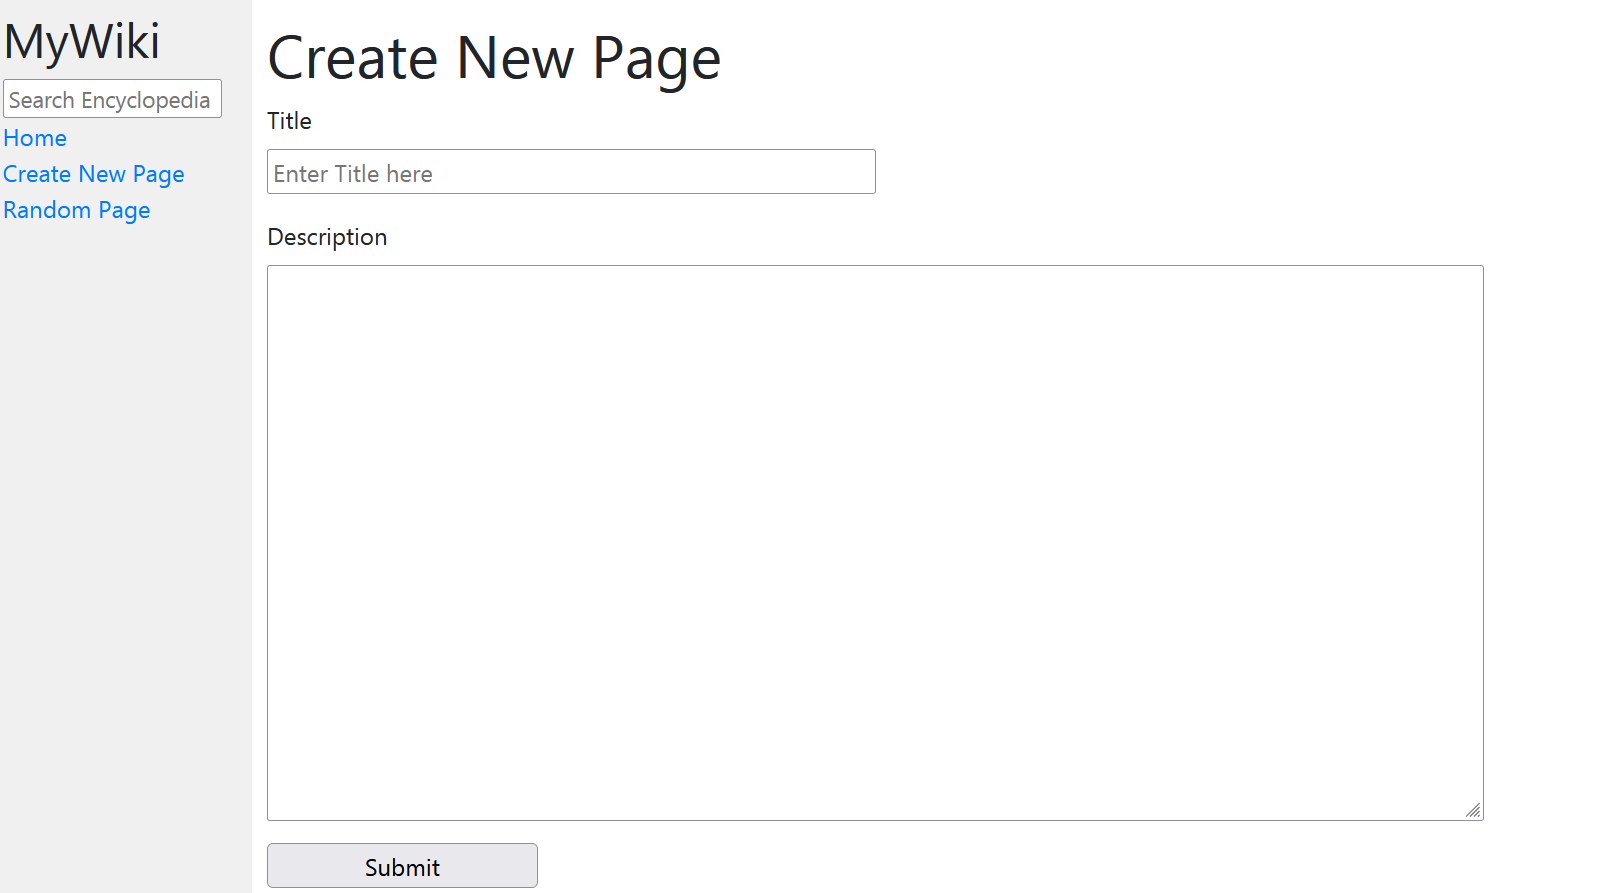 MyWiki
Search Encyclopedia
Home
Create New Page
Random Page
Create New Page
Title
Enter Title here
Description
Submit